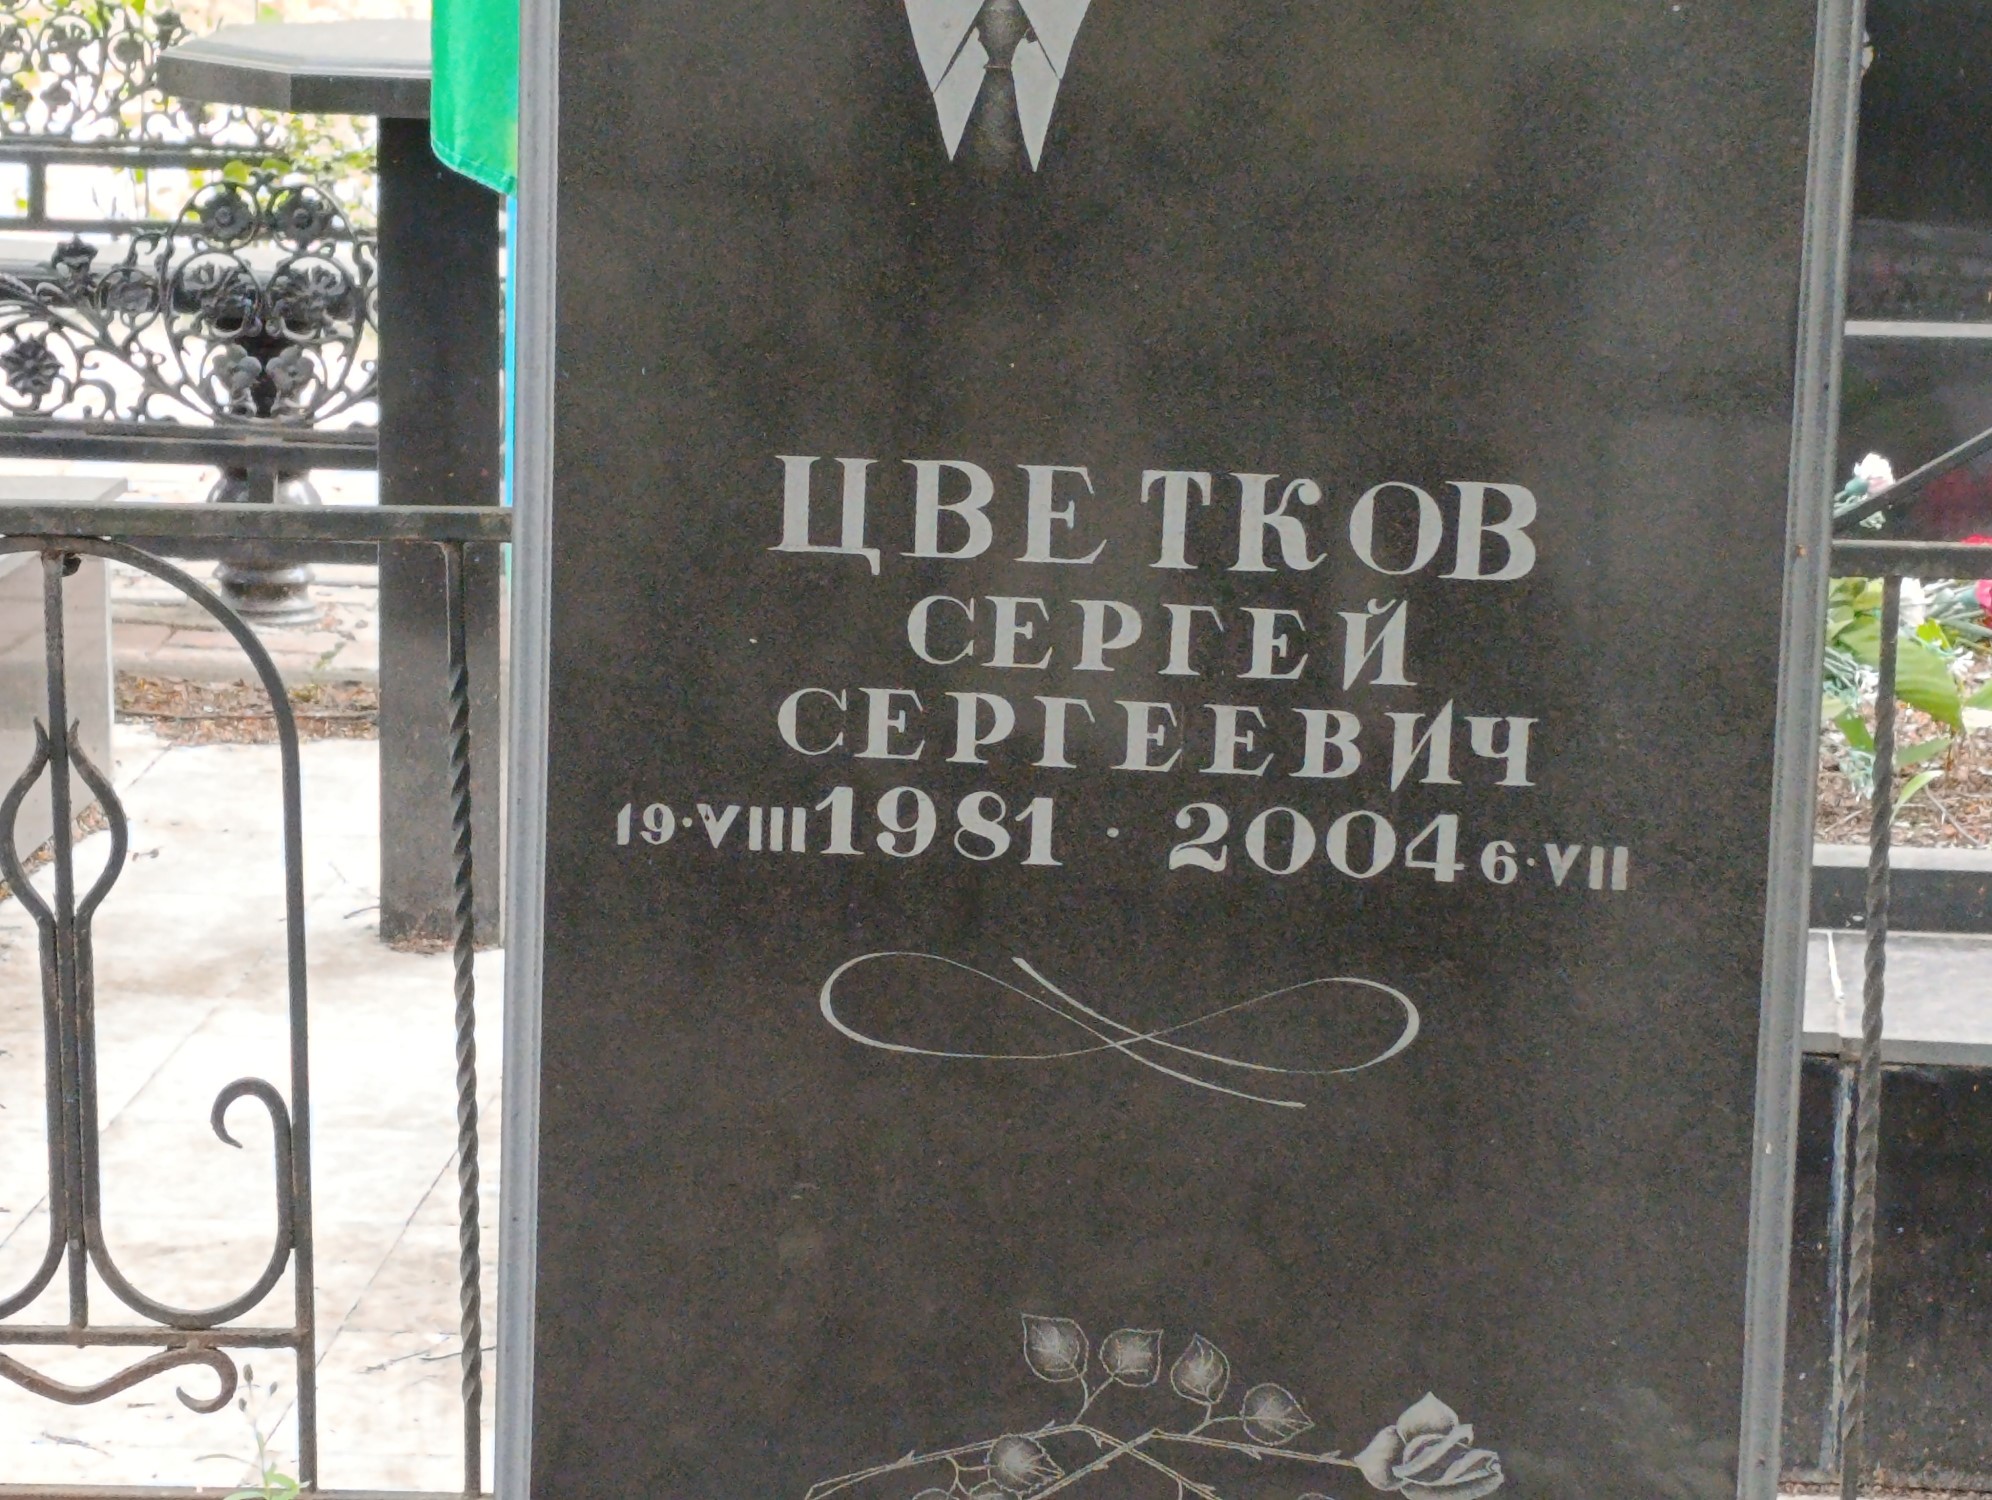 ЦВЕТКОВ
СЕРГЕЙ
СЕРГЕЕВИЧ
19·VIII 1981 · 2004 6·VII